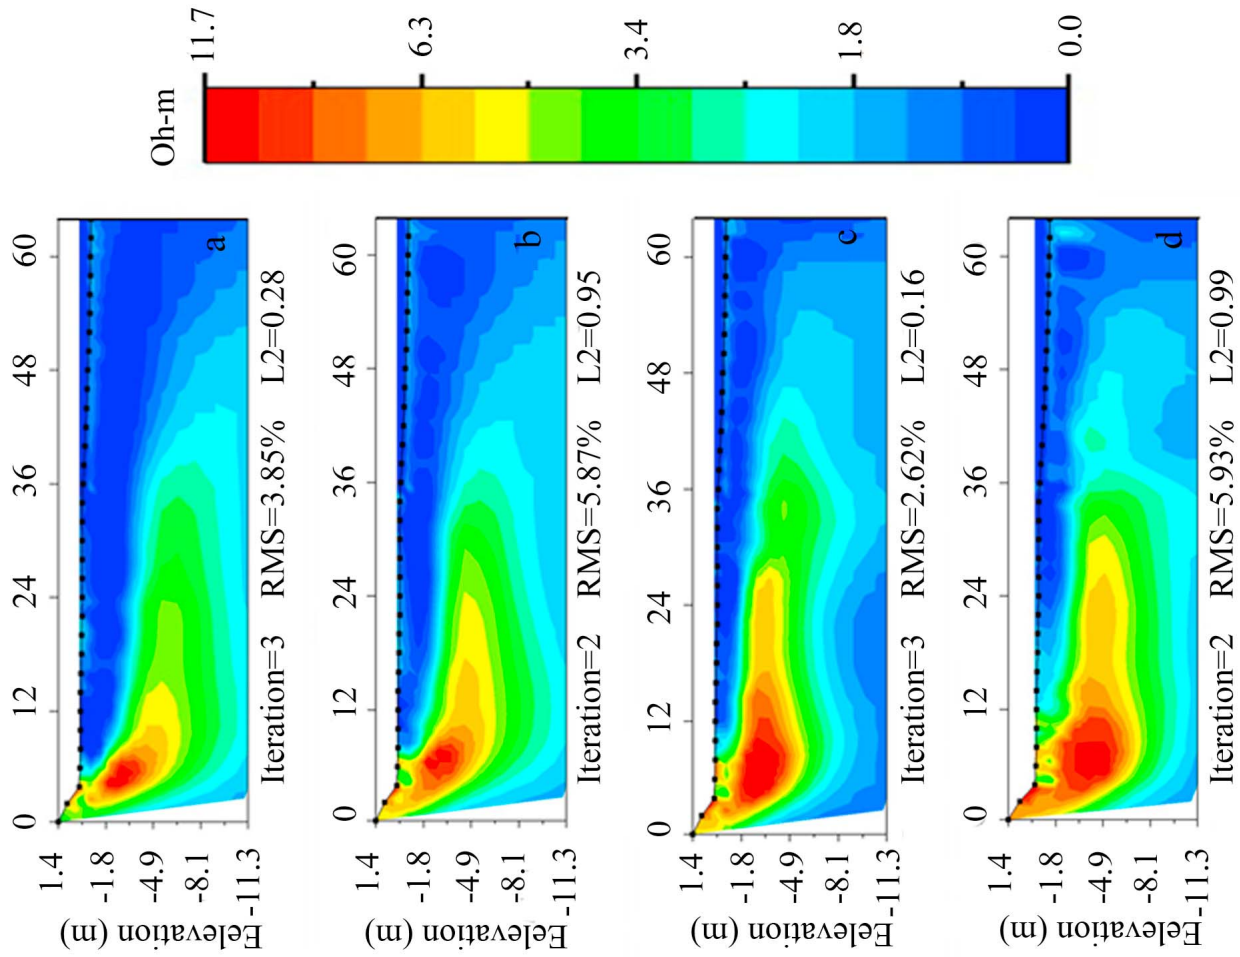 0 12 24 36 48 60
1.4
-1.8
-4.9
-8.1
-11.3
Eelevation (m)
a
Iteration=3 RMS=3.85% L2=0.28
0 12 24 36 48 60
1.4
-1.8
-4.9
-8.1
-11.3
Eelevation (m)
b
Iteration=2 RMS=5.87% L2=0.95
0 12 24 36 48 60
1.4
-1.8
-4.9
-8.1
-11.3
Eelevation (m)
c
Iteration=3 RMS=2.62% L2=0.16
0 12 24 36 48 60
1.4
-1.8
-4.9
-8.1
-11.3
Eelevation (m)
d
Iteration=2 RMS=5.93% L2=0.99
Oh-m
11.7
6.3
3.4
1.8
0.0